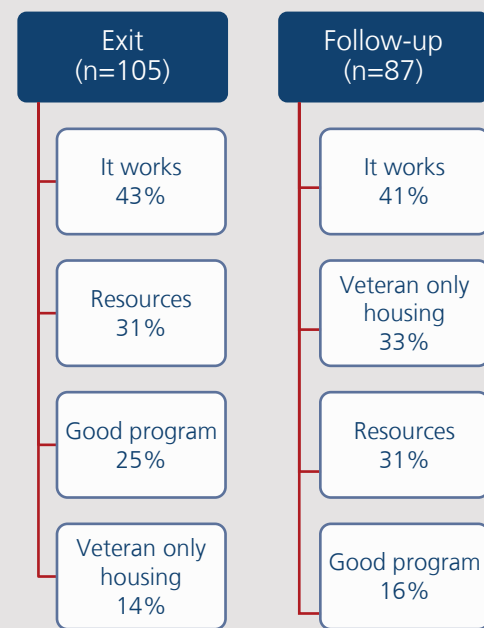 Exit
(n=105)
It works
43%
Resources
31%
Good program
25%
Veteran only
housing
14%
Follow-up
(n=87)
It works
41%
Veteran only
housing
33%
Resources
31%
Good program
16%